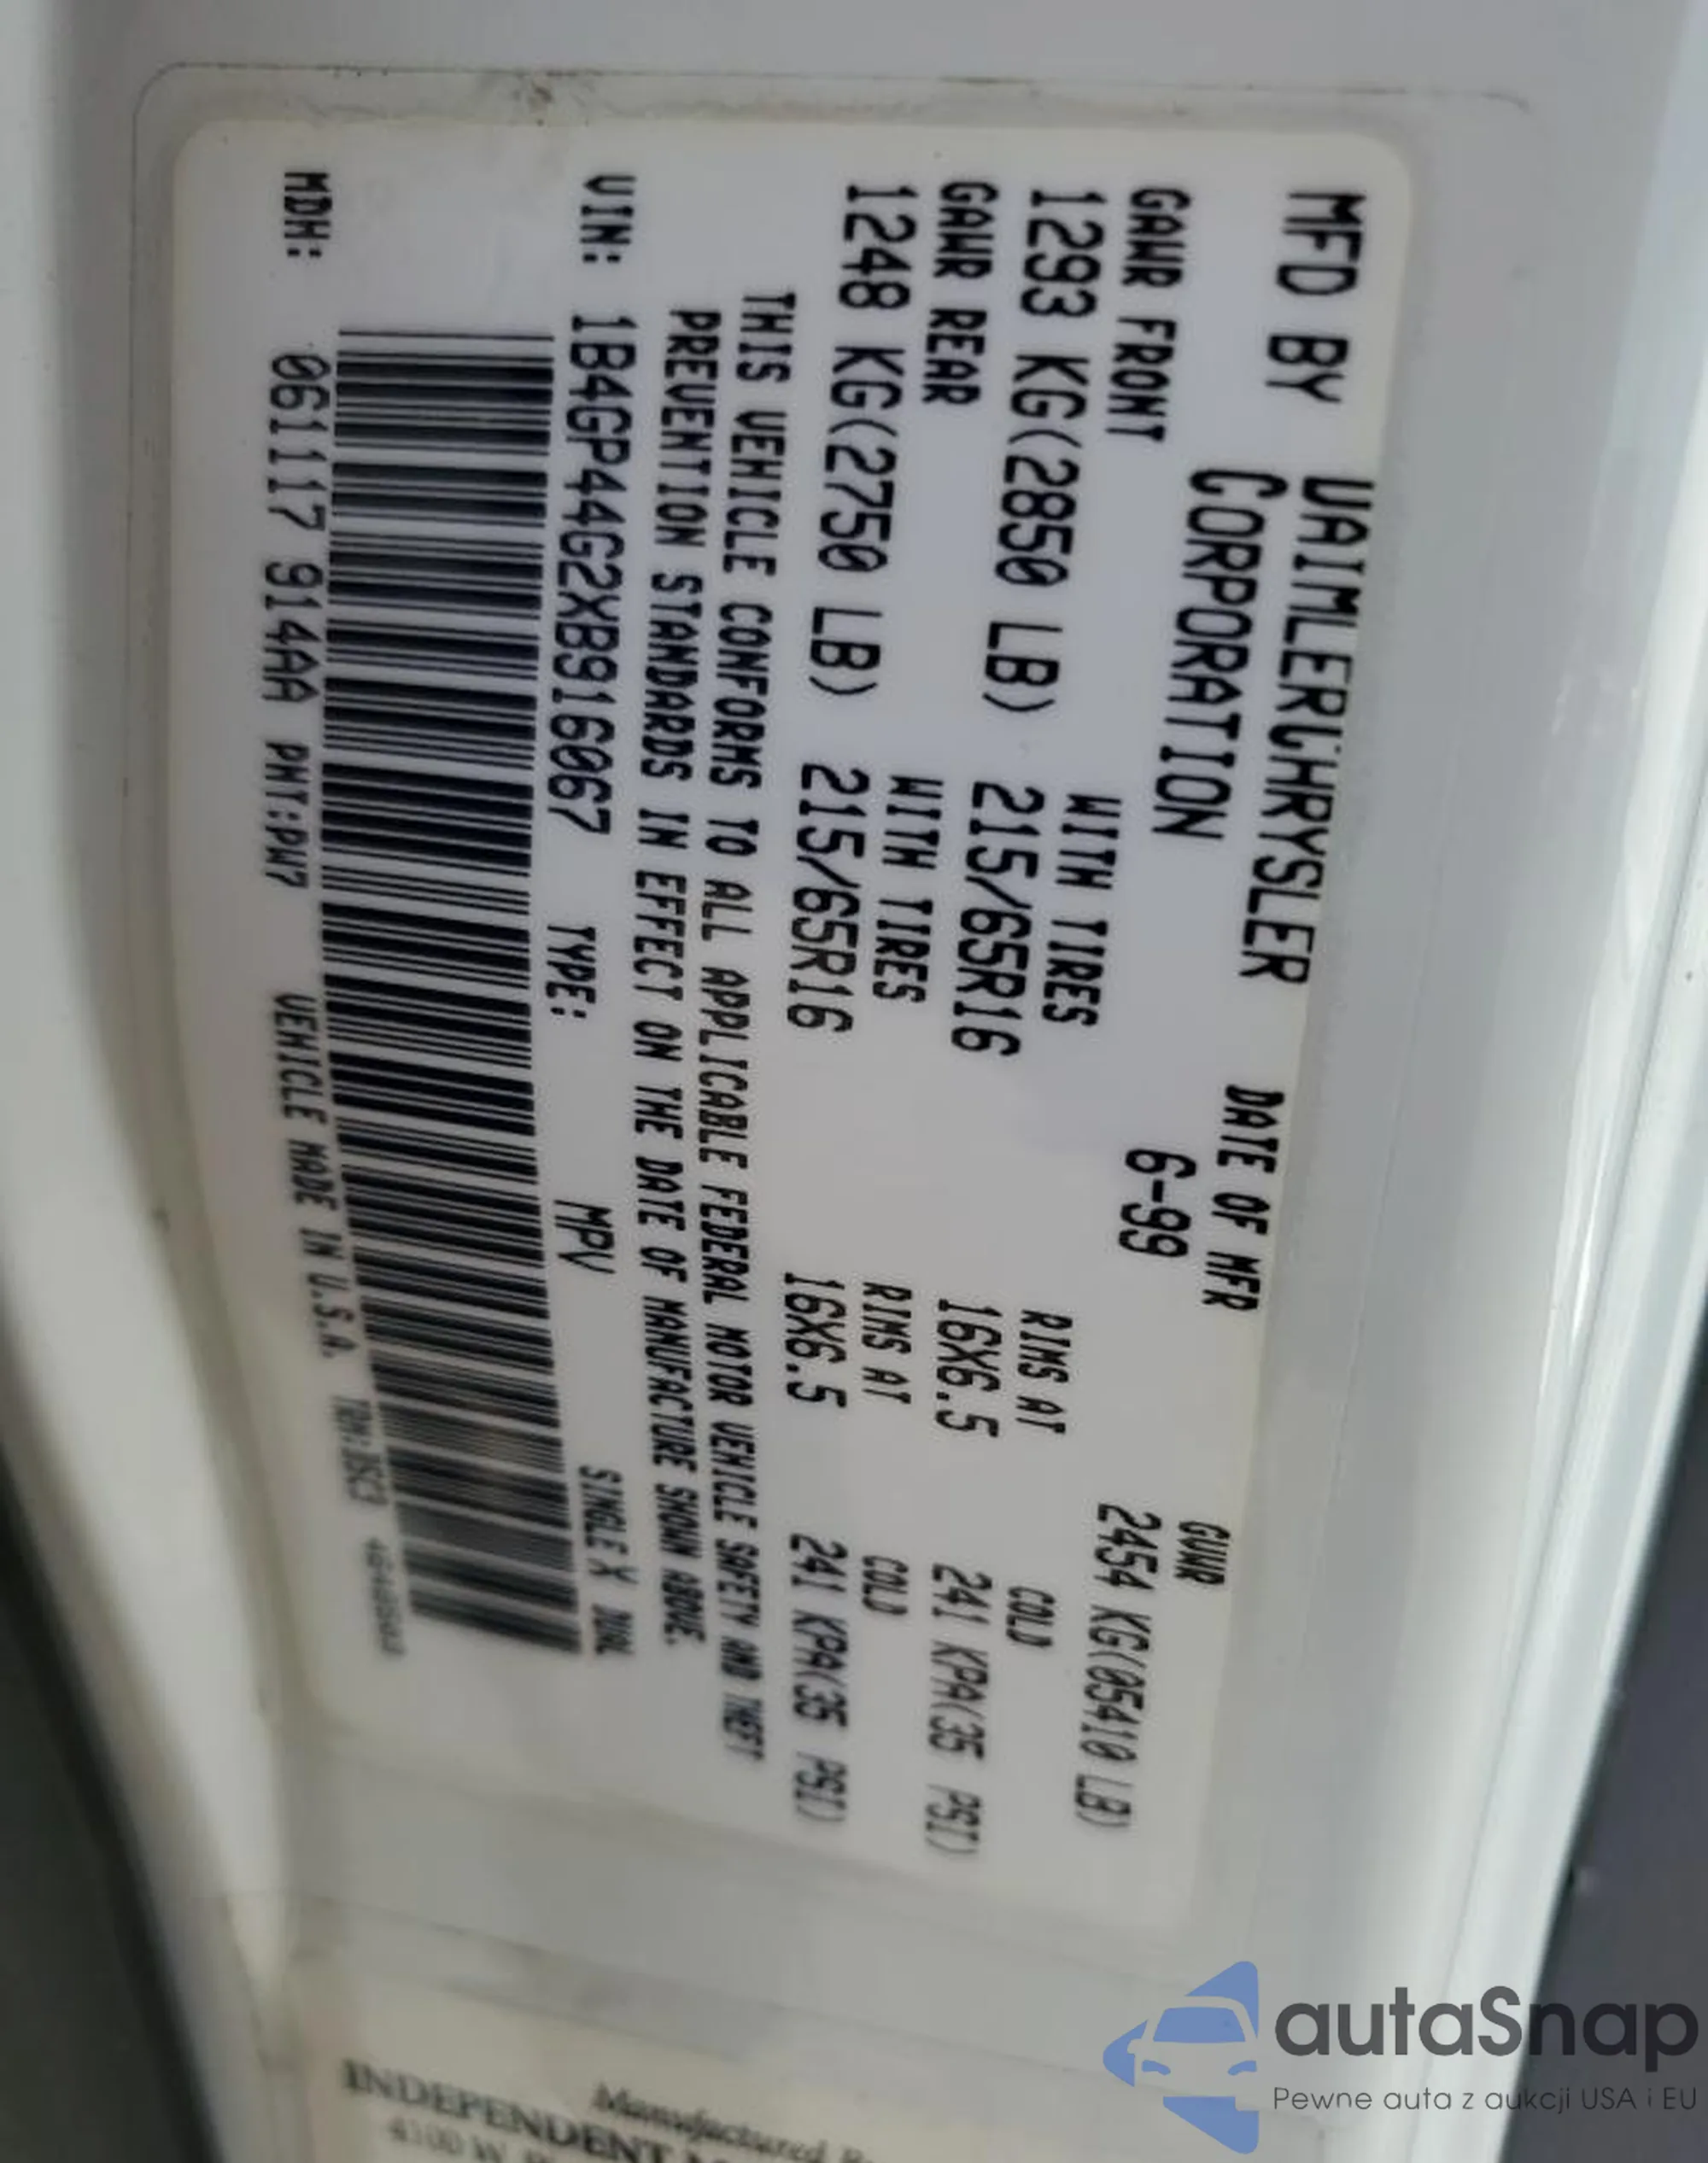 MFD BY DAIMLERCHRYSLER CORPORATION
DATE OF MFR 6-99
GVWR 2454 KG(05410 LB)
GAWR FRONT WITH TIRES RIMS AT COLD
1293 KG(2850 LB) 215/65R16 16X6.5 241 KPA(35 PSI)
GAWR REAR WITH TIRES RIMS AT COLD
1248 KG(2750 LB) 215/65R16 16X6.5 241 KPA(35 PSI)
THIS VEHICLE CONFORMS TO ALL APPLICABLE FEDERAL MOTOR VEHICLE SAFETY AND THEFT
PREVENTION STANDARDS IN EFFECT ON THE DATE OF MANUFACTURE SHOWN ABOVE.
VIN: 1B4GP44G2XB916067 TYPE: MPV SINGLE X DUAL
MDH: 061117 914AA PNT:PW7 VEHICLE MADE IN U.S.A.
Manufactured
INDEPENDENT
autaSnap
Pewne auta z aukcji USA i EU